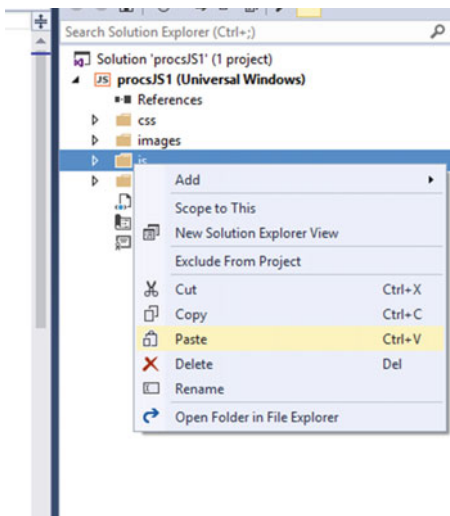 Search Solution Explorer (Ctrl+;)
Solution 'procsJS1' (1 project)
JS procsJS1 (Universal Windows)
References
css
images
js
Add
Scope to This
New Solution Explorer View
Exclude From Project
Cut Ctrl+X
Copy Ctrl+C
Paste Ctrl+V
Delete Del
Rename
Open Folder in File Explorer